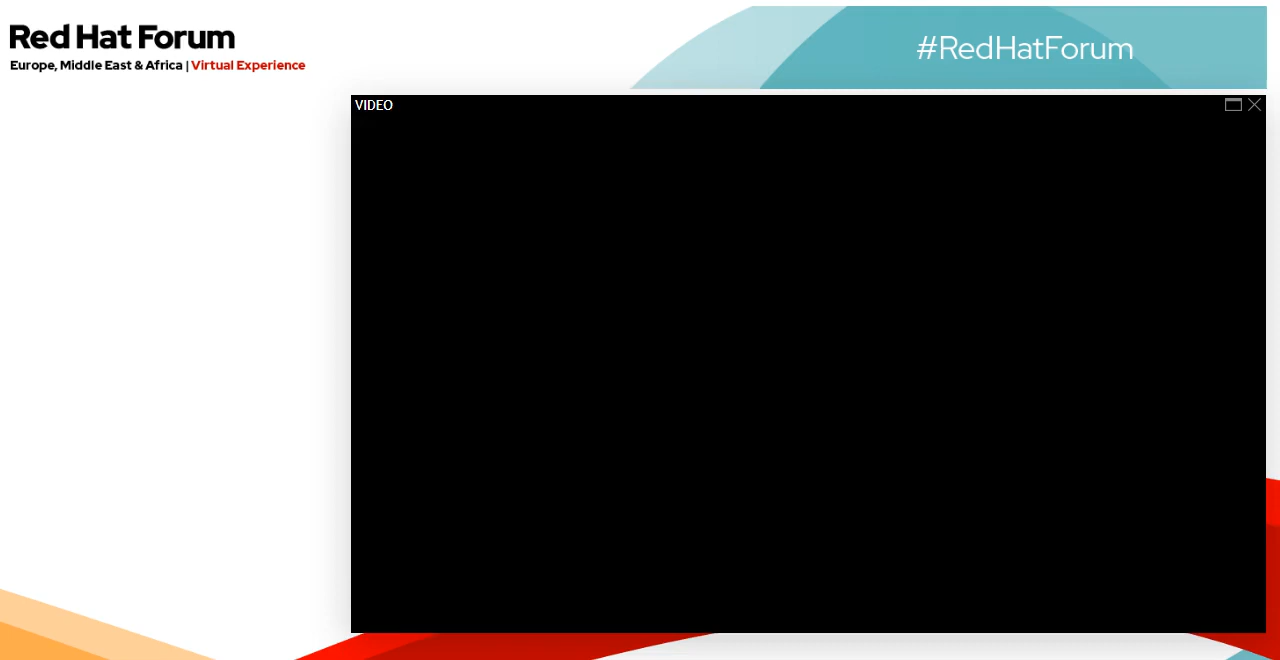 Red Hat Forum
Europe, Middle East & Africa | Virtual Experience
#RedHatForum
VIDEO